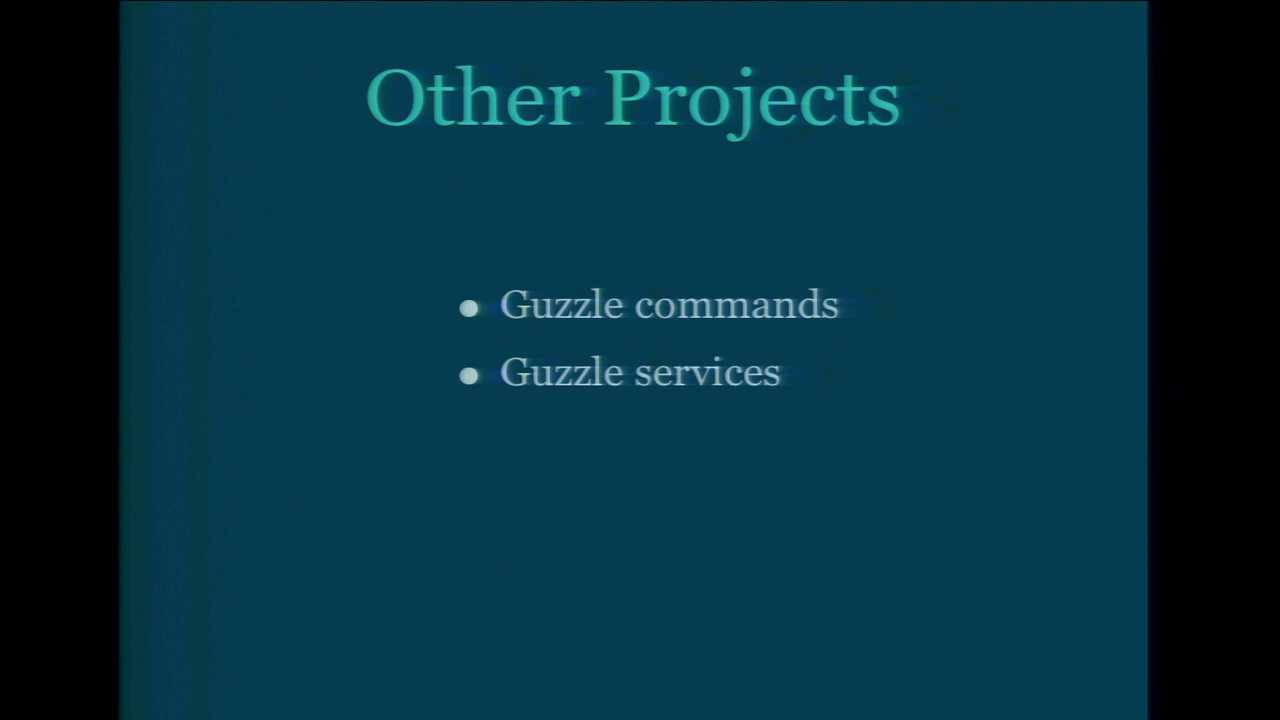 Other Projects
• Guzzle commands
• Guzzle services